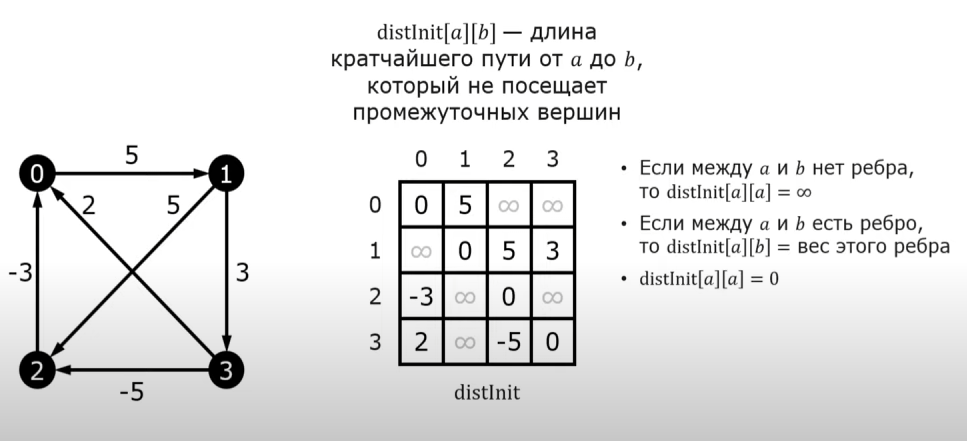 distInit[a][b] — длина
кратчайшего пути от a до b,
который не посещает
промежуточных вершин
0 5 1
2 5
-3 3
2 -5 3
0 1 2 3
0 0 5 ∞ ∞
1 ∞ 0 5 3
2 -3 ∞ 0 ∞
3 2 ∞ -5 0
distInit
• Если между a и b нет ребра,
то distInit[a][a] = ∞
• Если между a и b есть ребро,
то distInit[a][b] = вес этого ребра
• distInit[a][a] = 0